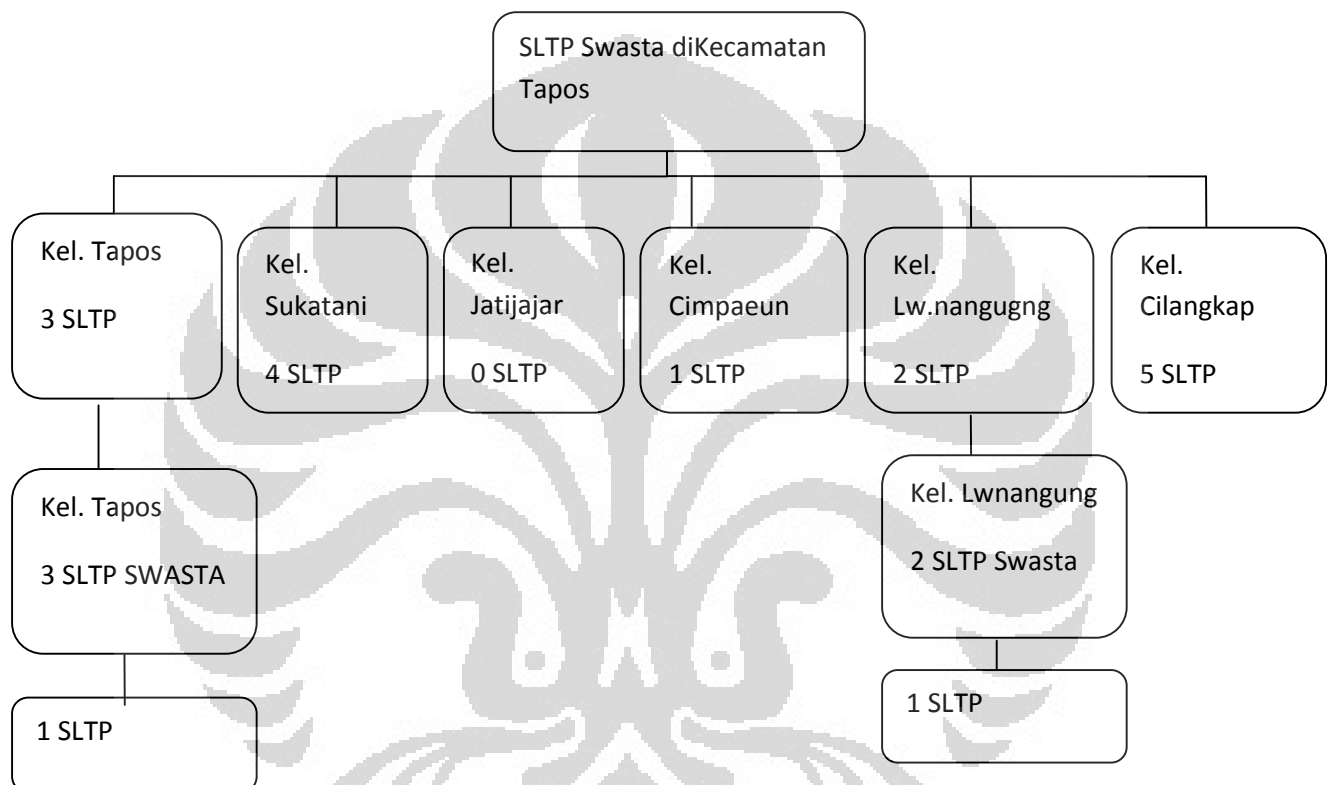 SLTP Swasta diKecamatan
Tapos
Kel. Tapos
3 SLTP
Kel.
Sukatani
4 SLTP
Kel.
Jatijajar
0 SLTP
Kel.
Cimpaeun
1 SLTP
Kel.
Lw.nangugng
2 SLTP
Kel.
Cilangkap
5 SLTP
Kel. Tapos
3 SLTP SWASTA
Kel. Lwnangung
2 SLTP Swasta
1 SLTP
1 SLTP